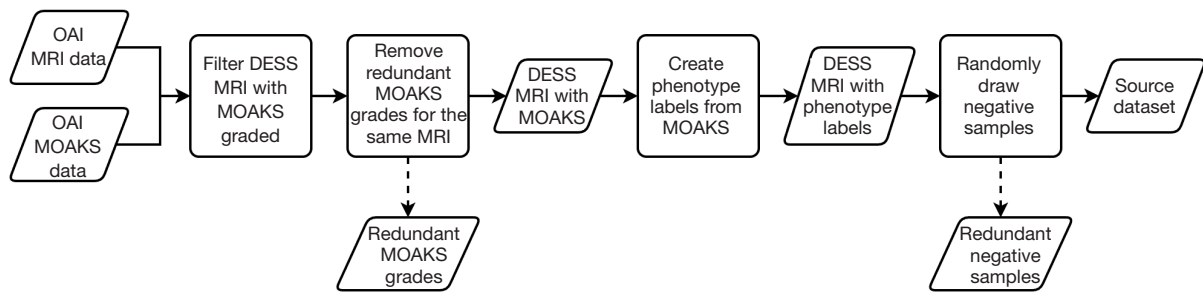 OAI
MRI data
OAI
MOAKS
data
Filter DESS
MRI with
MOAKS
graded
Remove
redundant
MOAKS
grades for the
same MRI
Redundant
MOAKS
grades
DESS
MRI with
MOAKS
Create
phenotype
labels from
MOAKS
DESS
MRI with
phenotype
labels
Randomly
draw
negative
samples
Redundant
negative
samples
Source
dataset